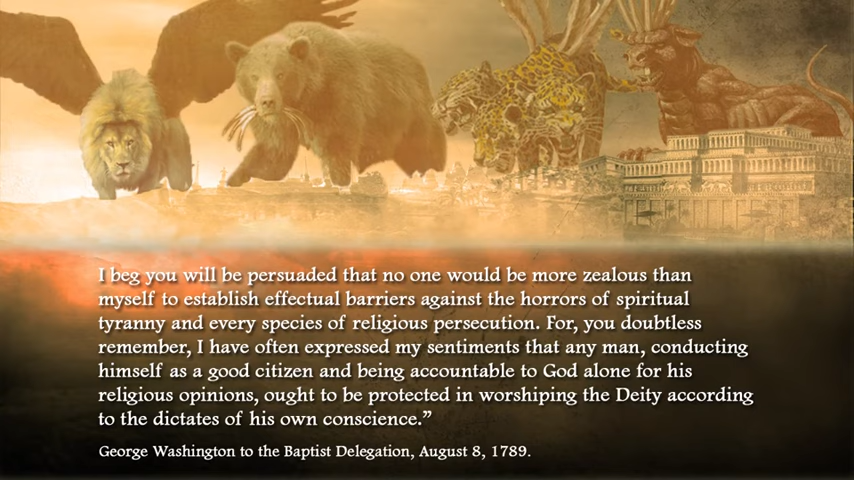 I beg you will be persuaded that no one would be more zealous than
myself to establish effectual barriers against the horrors of spiritual
tyranny and every species of religious persecution. For, you doubtless
remember, I have often expressed my sentiments that any man, conducting
himself as a good citizen and being accountable to God alone for his
religious opinions, ought to be protected in worshiping the Deity according
to the dictates of his own conscience.”
George Washington to the Baptist Delegation, August 8, 1789.